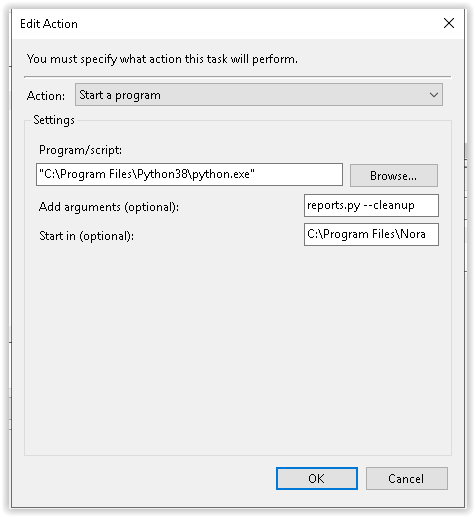 Edit Action
You must specify what action this task will perform.
Action: Start a program
Settings
Program/script:
"C:\Program Files\Python38\python.exe" Browse...
Add arguments (optional): reports.py --cleanup
Start in (optional): C:\Program Files\Nora
OK Cancel